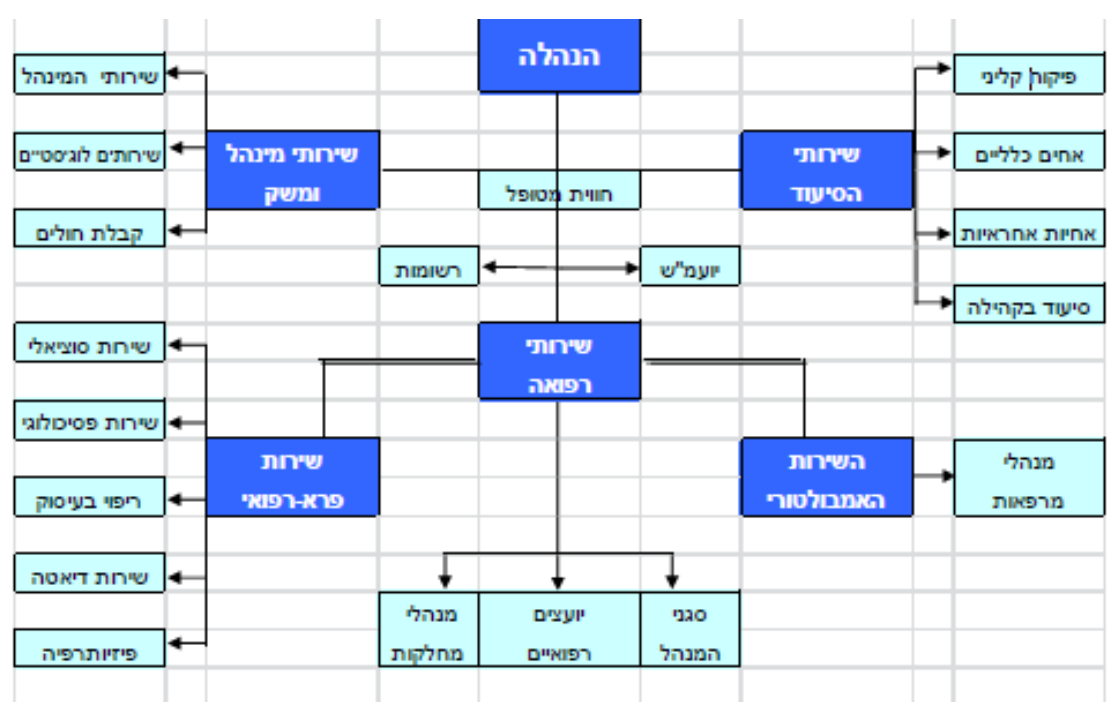 הנהלה
פיקוח קליני
שירותי המינהל
שירותי
הסיעוד
שירותי מינהל
ומשק
אחים כלליים
שירותים לוגיסטיים
חווית מטופל
אחיות אחראיות
קבלת חולים
יועמ"ש
רשומות
סיעוד בקהילה
שירותי
רפואה
שירות סוציאלי
שירות פסיכולוגי
השירות
האמבולטורי
שירות
פרא-רפואי
מנהלי
מרפאות
ריפוי בעיסוק
שירות דיאטה
סגני
המנהל
יועצים
רפואיים
מנהלי
מחלקות
פיזיותרפיה